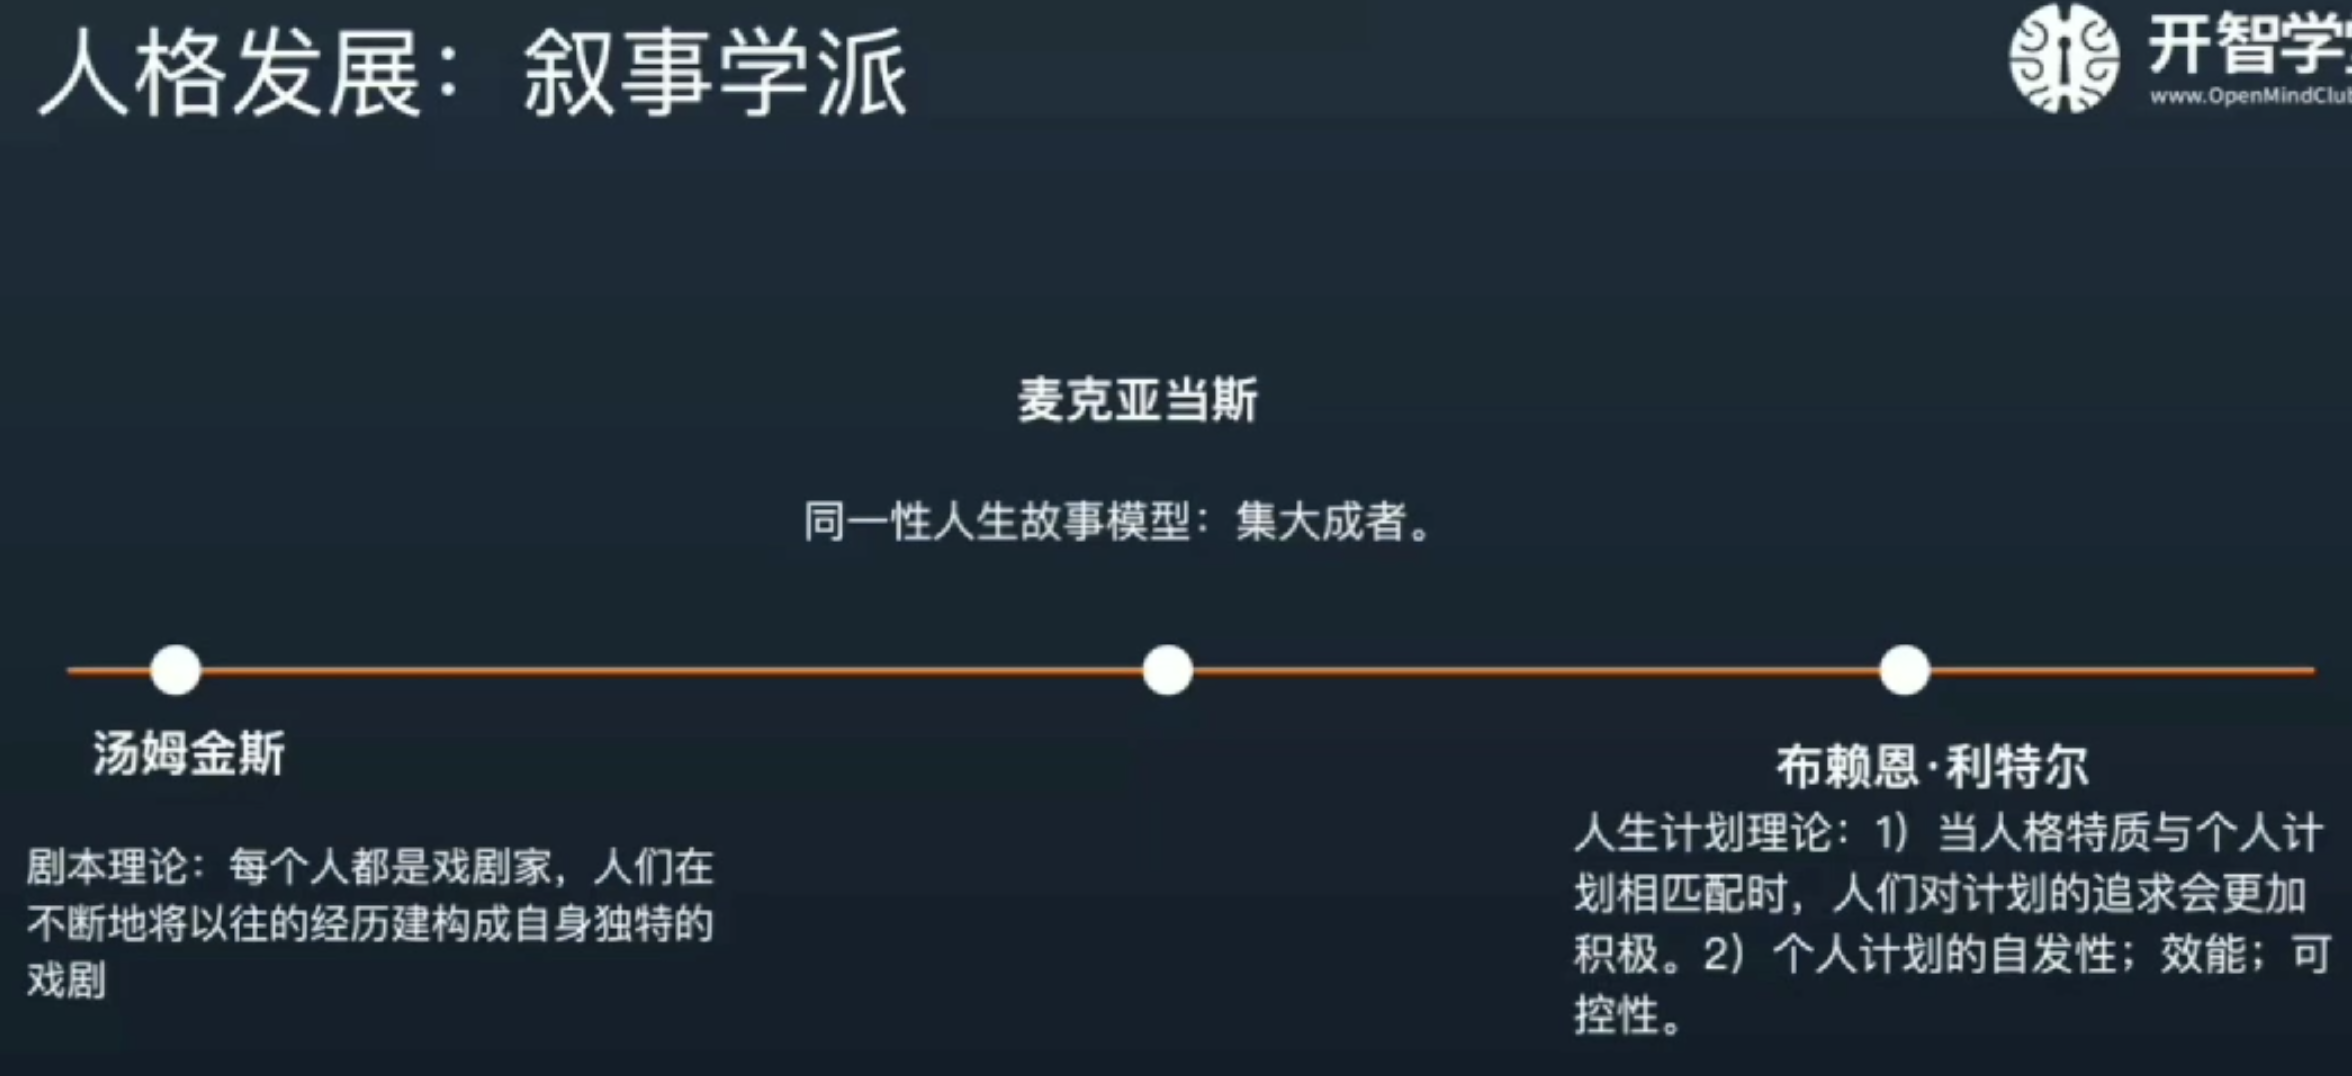 人格发展：叙事学派
开智学
www.OpenMindClub
麦克亚当斯
同一性人生故事模型：集大成者。
汤姆金斯
剧本理论：每个人都是戏剧家，人们在
不断地将以往的经历建构成自身独特的
戏剧
布赖恩·利特尔
人生计划理论：1）当人格特质与个人计
划相匹配时，人们对计划的追求会更加
积极。2）个人计划的自发性；效能；可
控性。